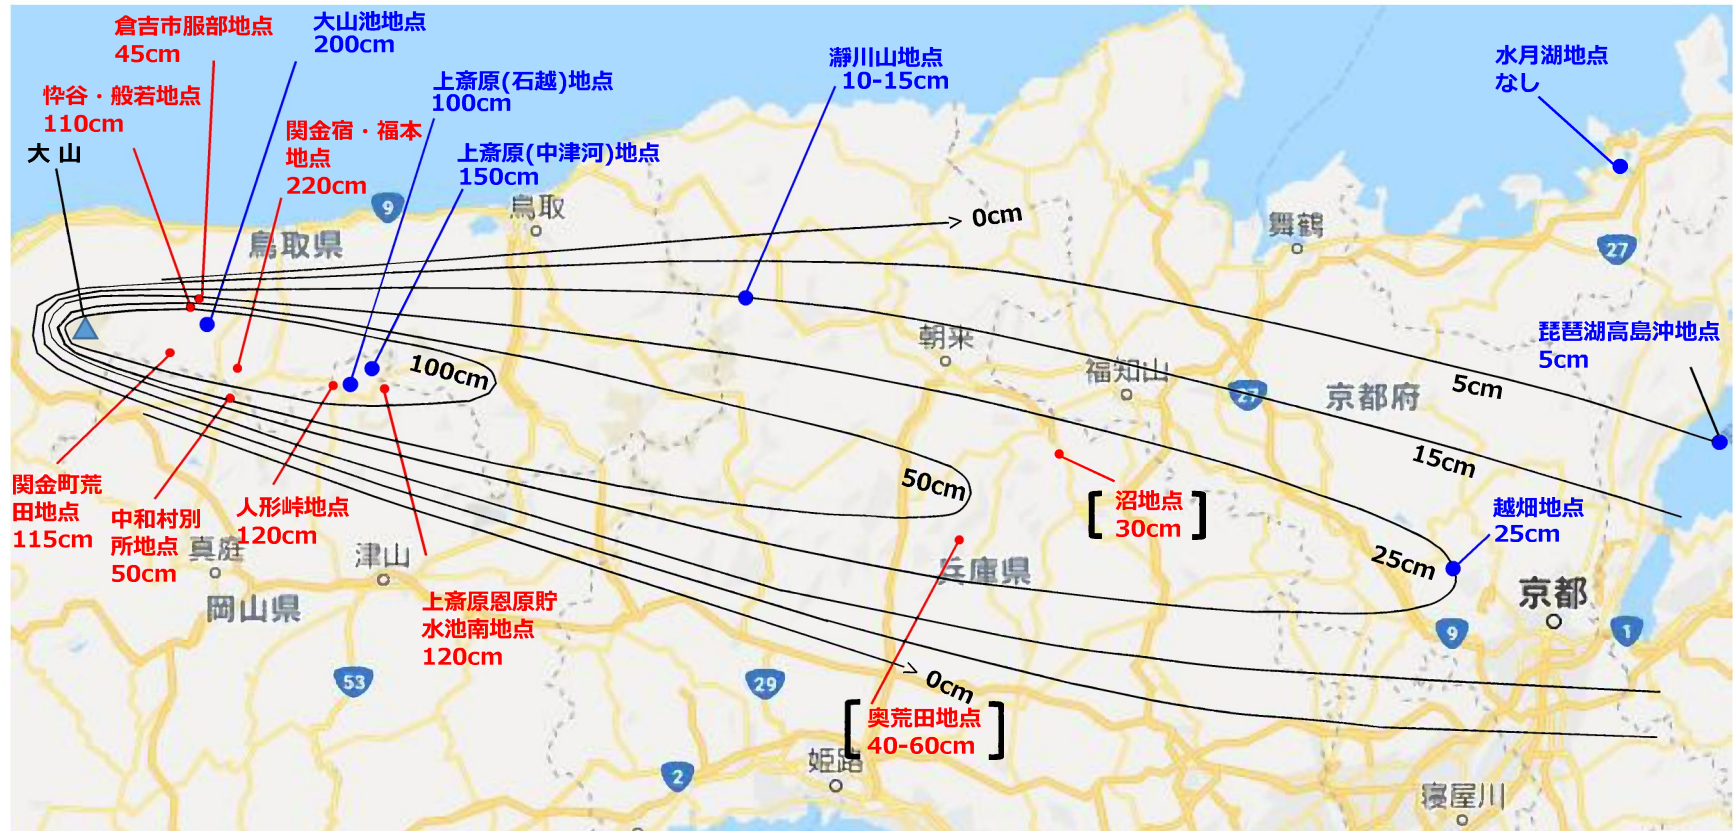 倉吉市服部地点
45cm
大山池地点
200cm
瀞川山地点
10-15cm
水月湖地点
なし
上斎原(石越)地点
100cm
忰谷・般若地点
110cm
関金宿・福本
地点
220cm
大 山
上斎原(中津河)地点
150cm
9
鳥取
0cm
舞鶴
鳥取県
27
琵琶湖高島沖地点
5cm
朝来
福知山
100cm
5cm
27
京都府
15cm
50cm
関金町荒
田地点
115cm
中和村別
所地点
50cm
人形峠地点
120cm
沼地点
30cm
越畑地点
25cm
真庭
津山
25cm
兵庫県
京都
岡山県
上斎原恩原貯
水池南地点
120cm
9
1
53
29
0cm
奥荒田地点
40-60cm
姫路
2
寝屋川